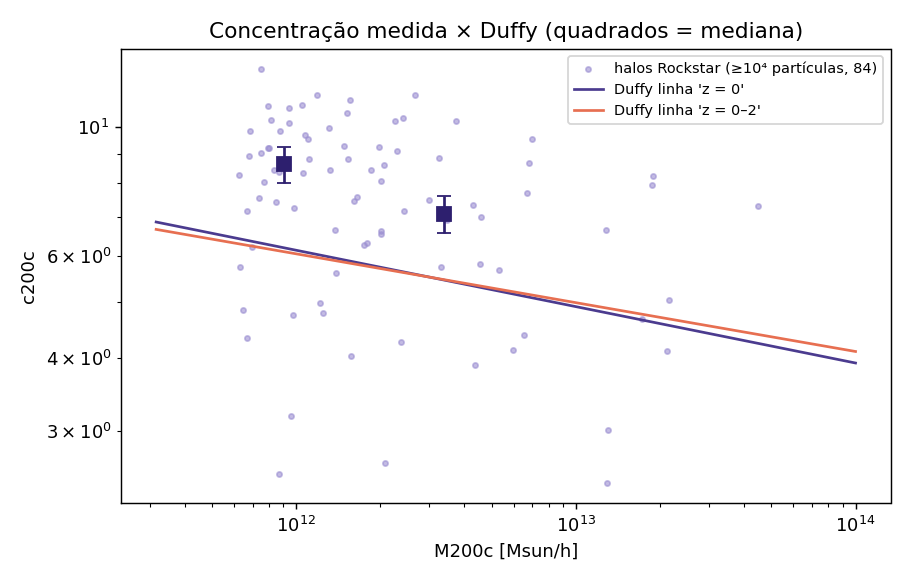 Concentração medida × Duffy (quadrados = mediana)
halos Rockstar (≥10⁴ partículas, 84)
Duffy linha 'z = 0'
Duffy linha 'z = 0–2'
c200c
10¹
6 × 10⁰
4 × 10⁰
3 × 10⁰
10¹²
10¹³
10¹⁴
M200c [Msun/h]